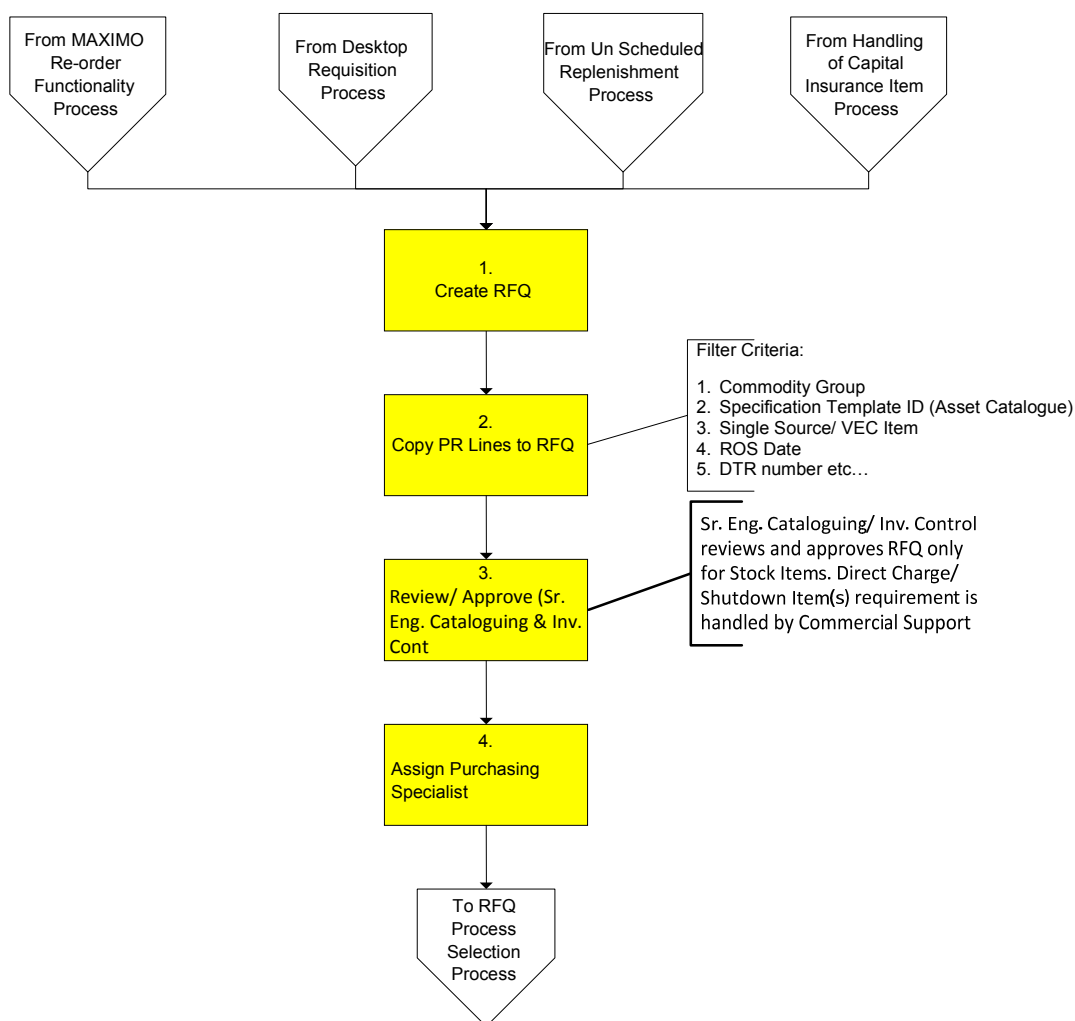 From MAXIMO
Re-order
Functionality
Process
From Desktop
Requisition
Process
From Un Scheduled
Replenishment
Process
From Handling
of Capital
Insurance Item
Process
1.
Create RFQ
Filter Criteria:
1. Commodity Group
2. Specification Template ID (Asset Catalogue)
3. Single Source/ VEC Item
4. ROS Date
5. DTR number etc…
2.
Copy PR Lines to RFQ
Sr. Eng. Cataloguing/ Inv. Control
reviews and approves RFQ only
for Stock Items. Direct Charge/
Shutdown Item(s) requirement is
handled by Commercial Support
3.
Review/ Approve (Sr.
Eng. Cataloguing & Inv.
Cont
4.
Assign Purchasing
Specialist
To RFQ
Process
Selection
Process